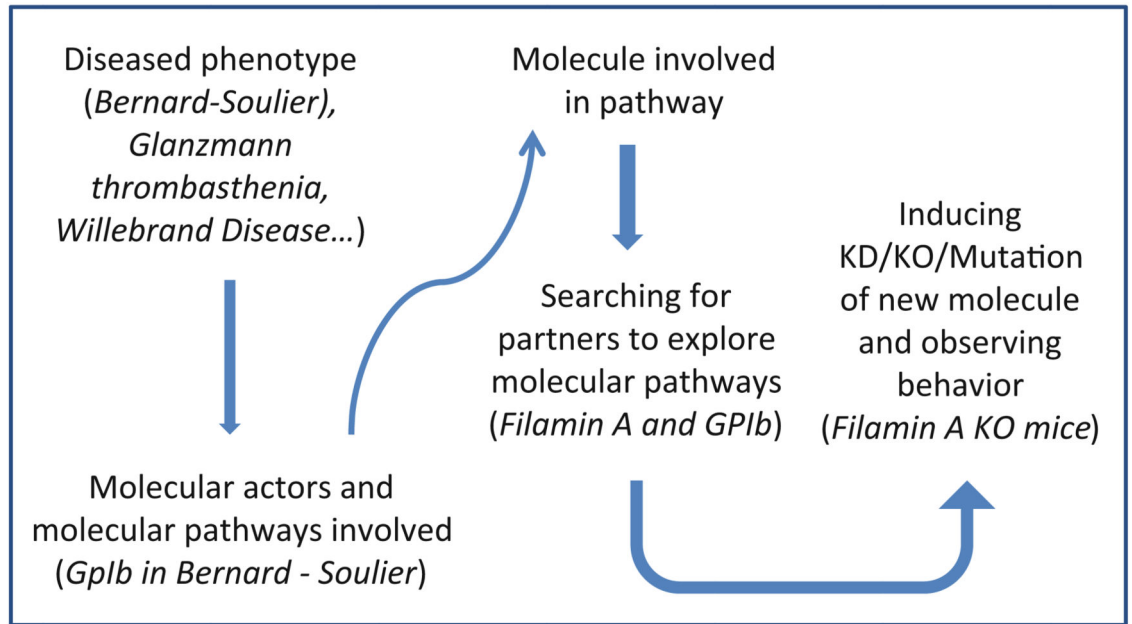 Diseased phenotype
(Bernard-Soulier),
Glanzmann
thrombasthenia,
Willebrand Disease...)
Molecular actors and
molecular pathways involved
(GpIb in Bernard - Soulier)
Molecule involved
in pathway
Searching for
partners to explore
molecular pathways
(Filamin A and GPIb)
Inducing
KD/KO/Mutation
of new molecule
and observing
behavior
(Filamin A KO mice)